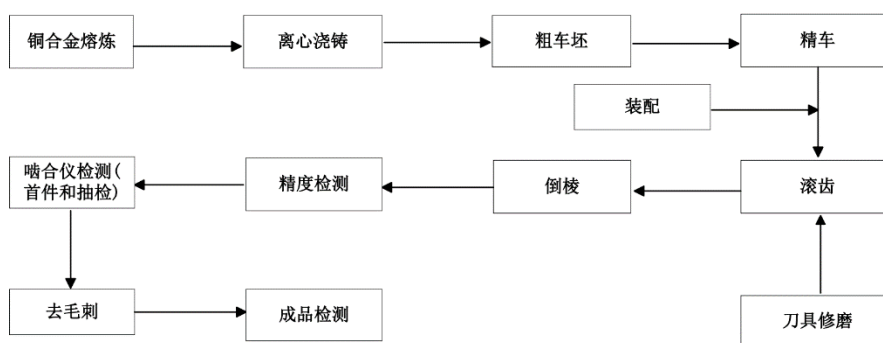 铜合金熔炼
离心浇铸
粗车坯
精车
装配
啮合仪检测(
首件和抽检)
精度检测
倒棱
滚齿
去毛刺
成品检测
刀具修磨